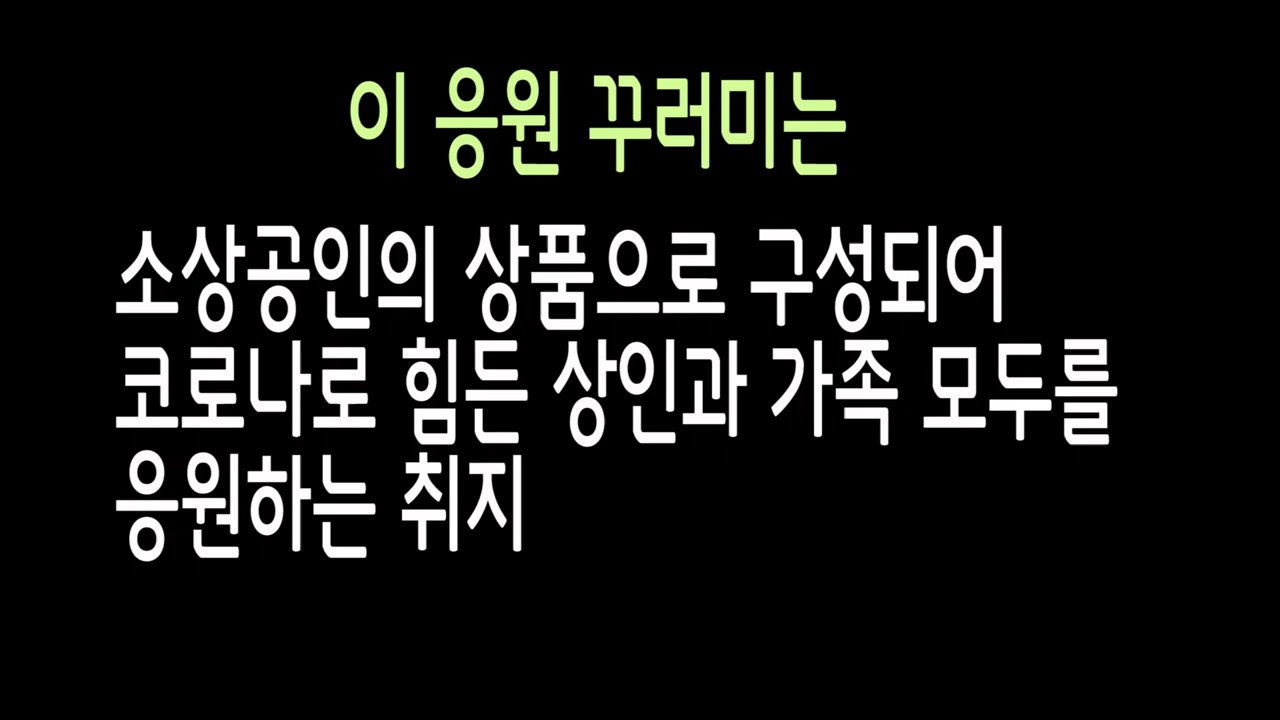 이 응원 꾸러미는
소상공인의 상품으로 구성되어
코로나로 힘든 상인과 가족 모두를
응원하는 취지